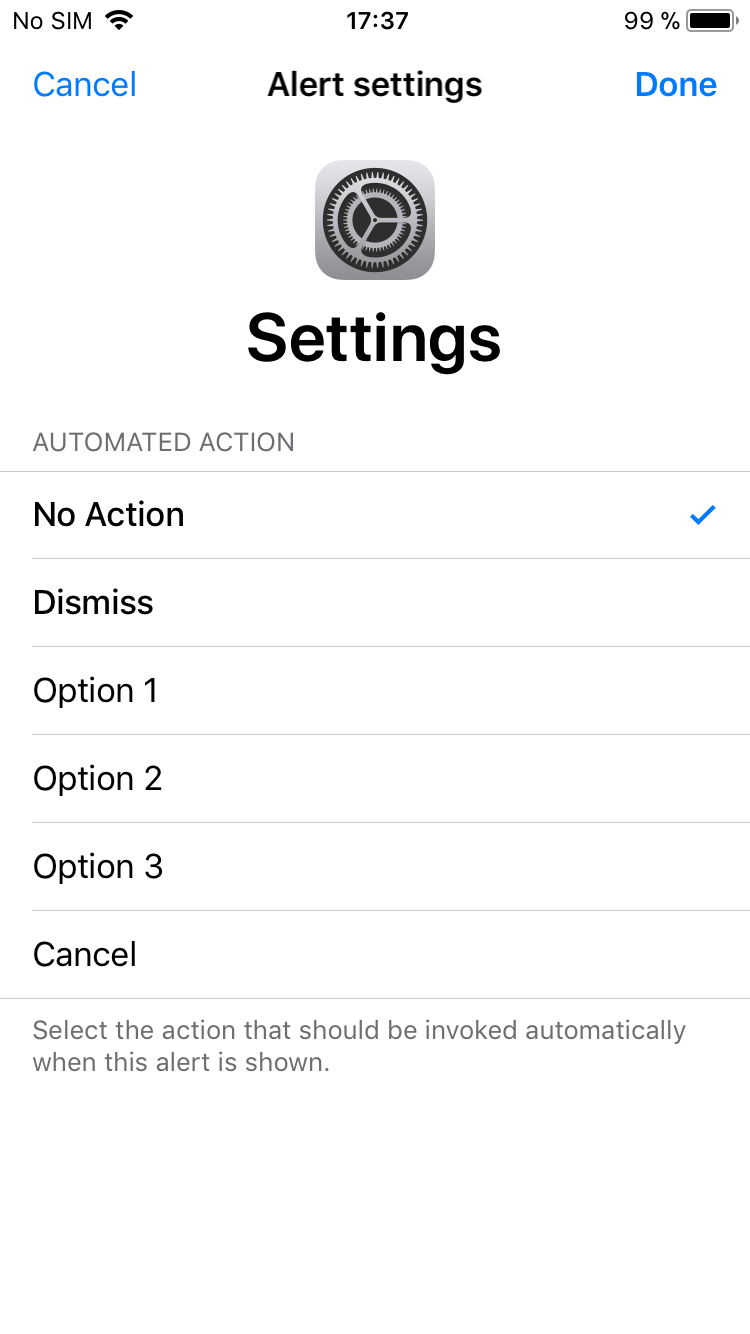 No SIM 17:37 99 %
Cancel Alert settings Done
Settings
AUTOMATED ACTION
No Action
Dismiss
Option 1
Option 2
Option 3
Cancel
Select the action that should be invoked automatically
when this alert is shown.